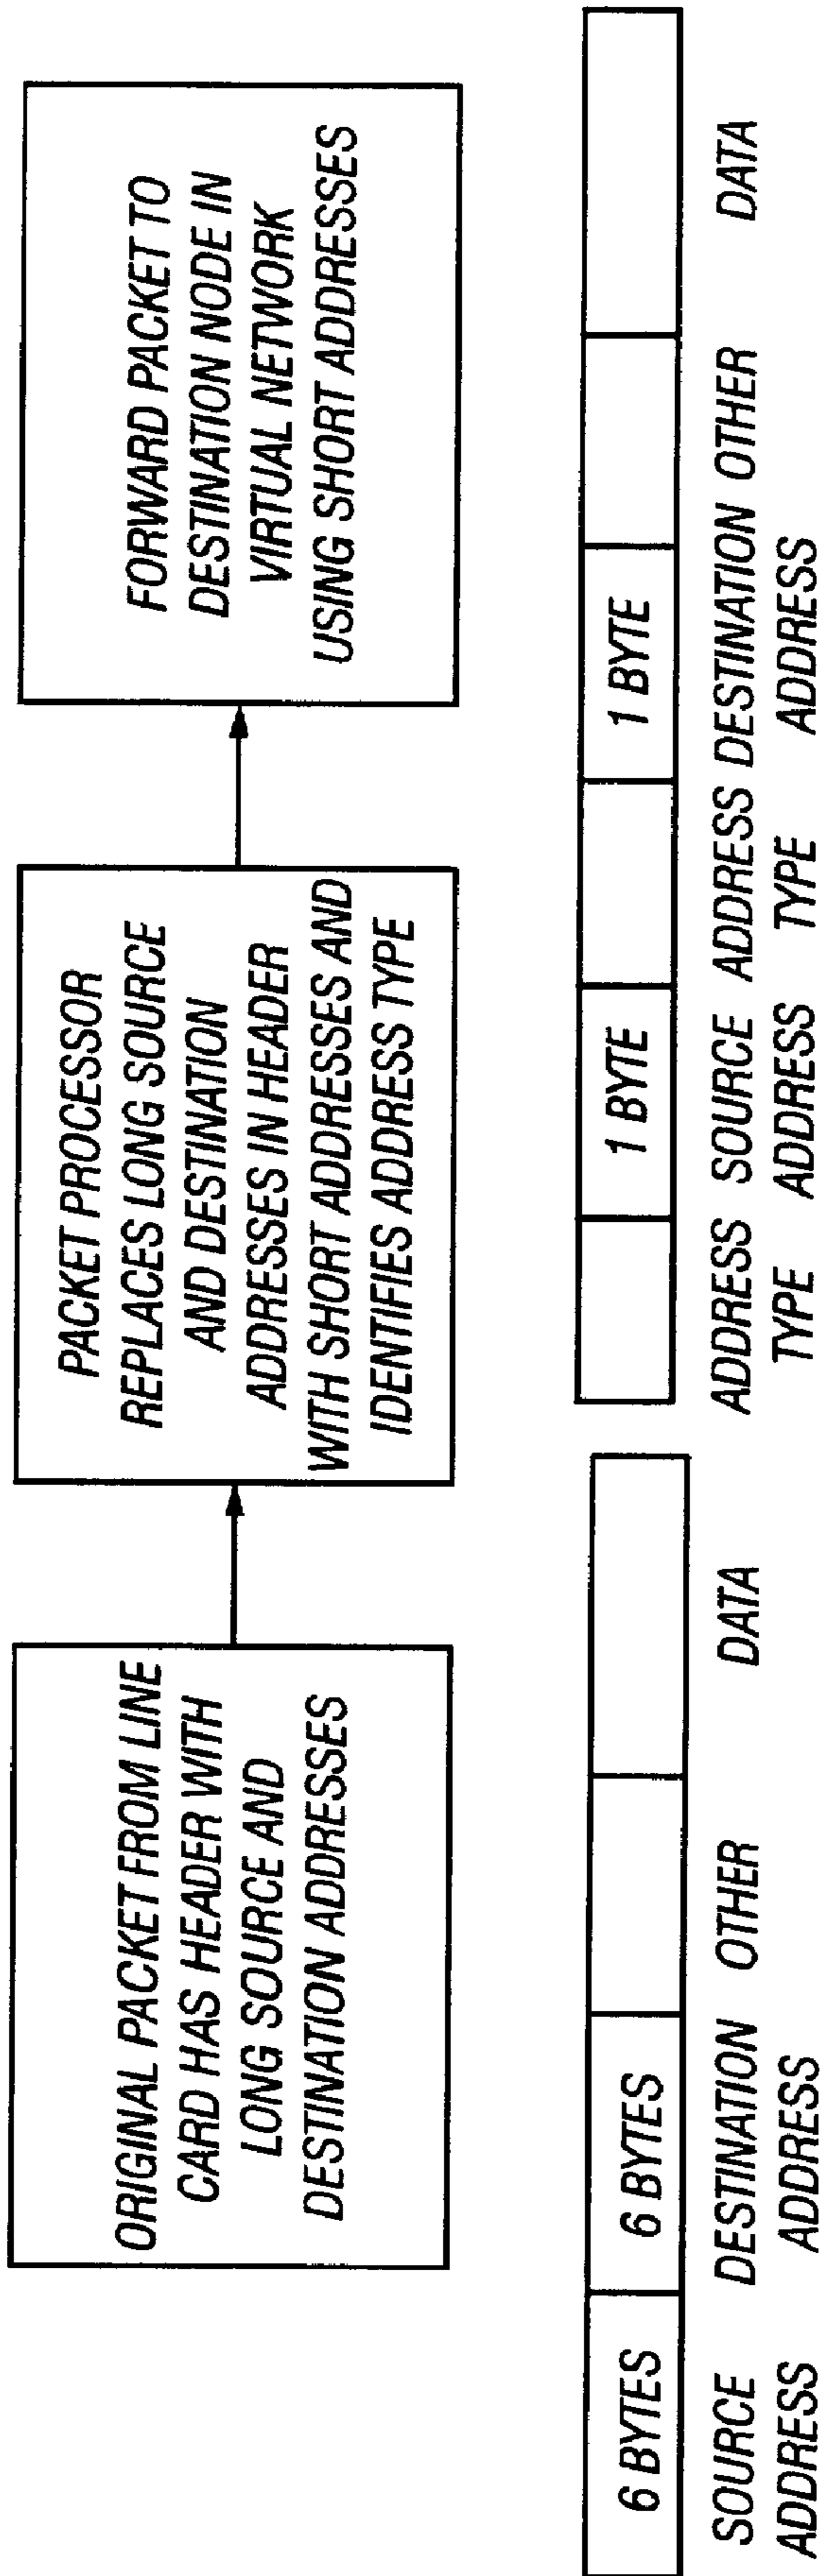 ORIGINAL PACKET FROM LINE
CARD HAS HEADER WITH
LONG SOURCE AND
DESTINATION ADDRESSES
PACKET PROCESSOR
REPLACES LONG SOURCE
AND DESTINATION
ADDRESSES IN HEADER
WITH SHORT ADDRESSES AND
IDENTIFIES ADDRESS TYPE
FORWARD PACKET TO
DESTINATION NODE IN
VIRTUAL NETWORK
USING SHORT ADDRESSES
6 BYTES 6 BYTES
SOURCE DESTINATION OTHER DATA
ADDRESS ADDRESS
1 BYTE 1 BYTE
ADDRESS SOURCE ADDRESS DESTINATION OTHER DATA
TYPE ADDRESS TYPE ADDRESS